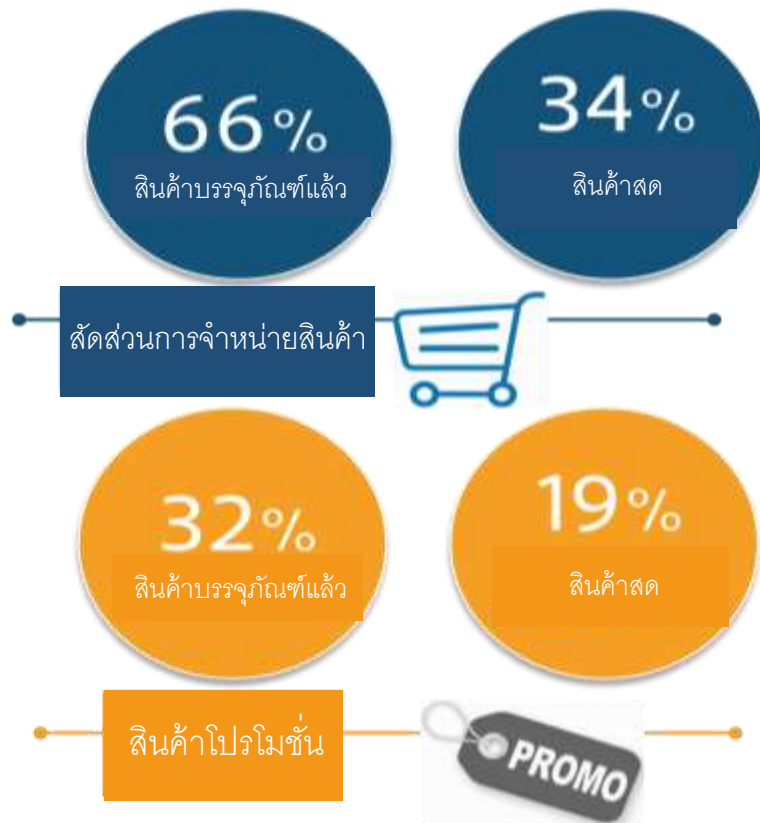 66%
สินค้าบรรจุภัณฑ์แล้ว
34%
สินค้าสด
สัดส่วนการจำหน่ายสินค้า
32%
สินค้าบรรจุภัณฑ์แล้ว
19%
สินค้าสด
สินค้าโปรโมชั่น
PROMO